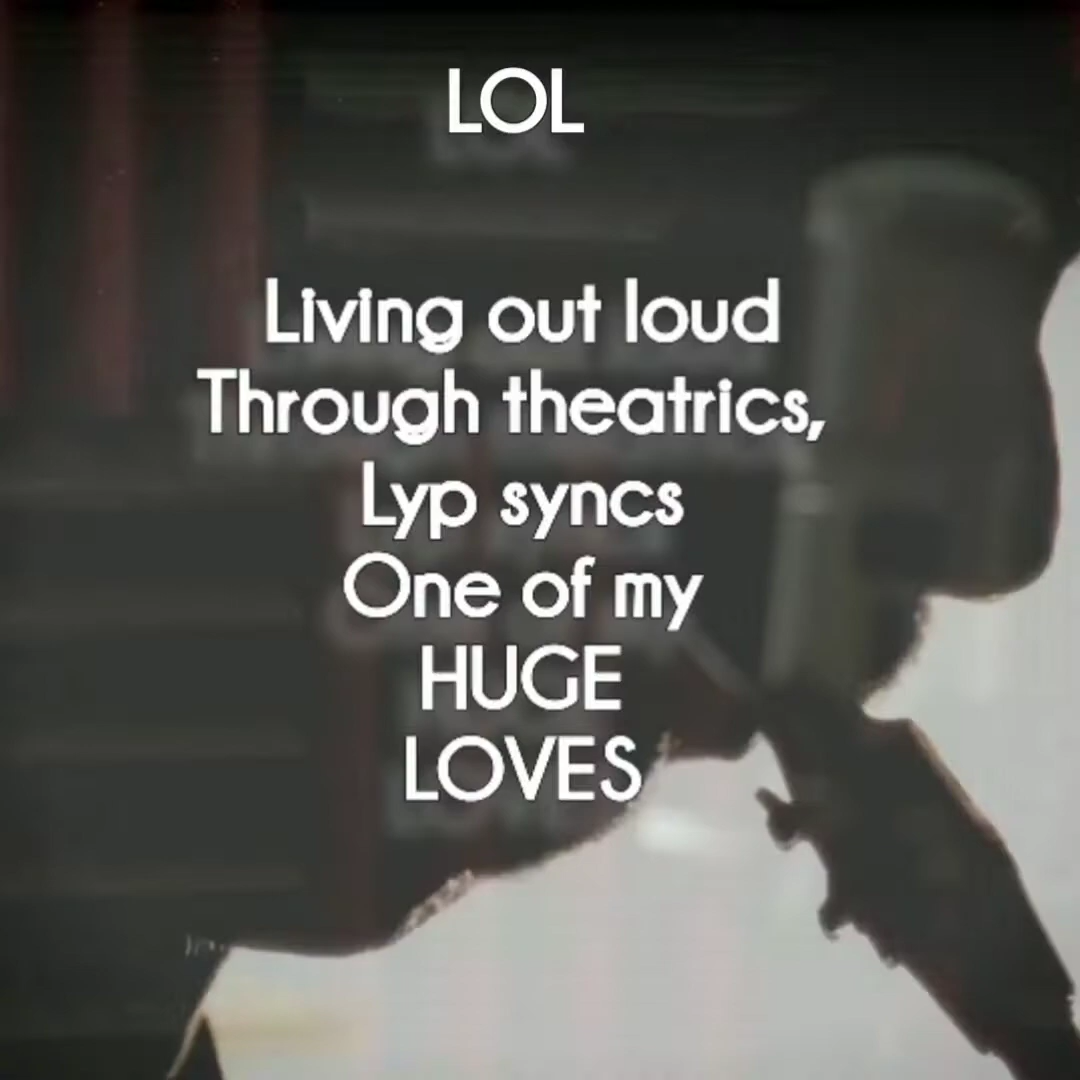 LOL
Living out loud
Through theatrics,
Lyp syncs
One of my
HUGE
LOVES